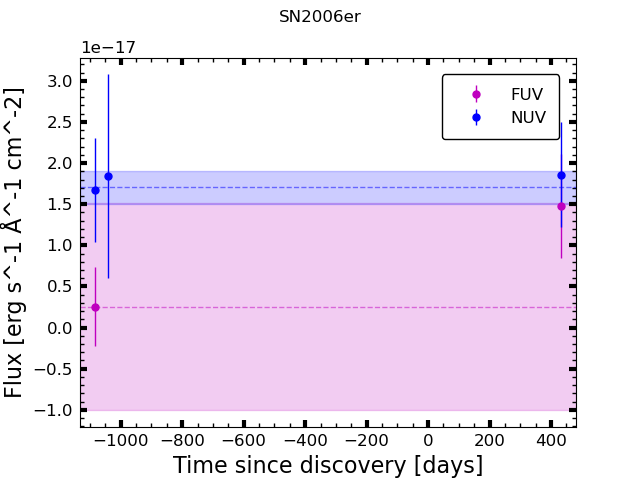 SN2006er
1e−17
FUV
NUV
3.0
2.5
2.0
1.5
1.0
0.5
0.0
−0.5
−1.0
Flux [erg s^-1 Å^-1 cm^-2]
−1000 −800 −600 −400 −200 0 200 400
Time since discovery [days]